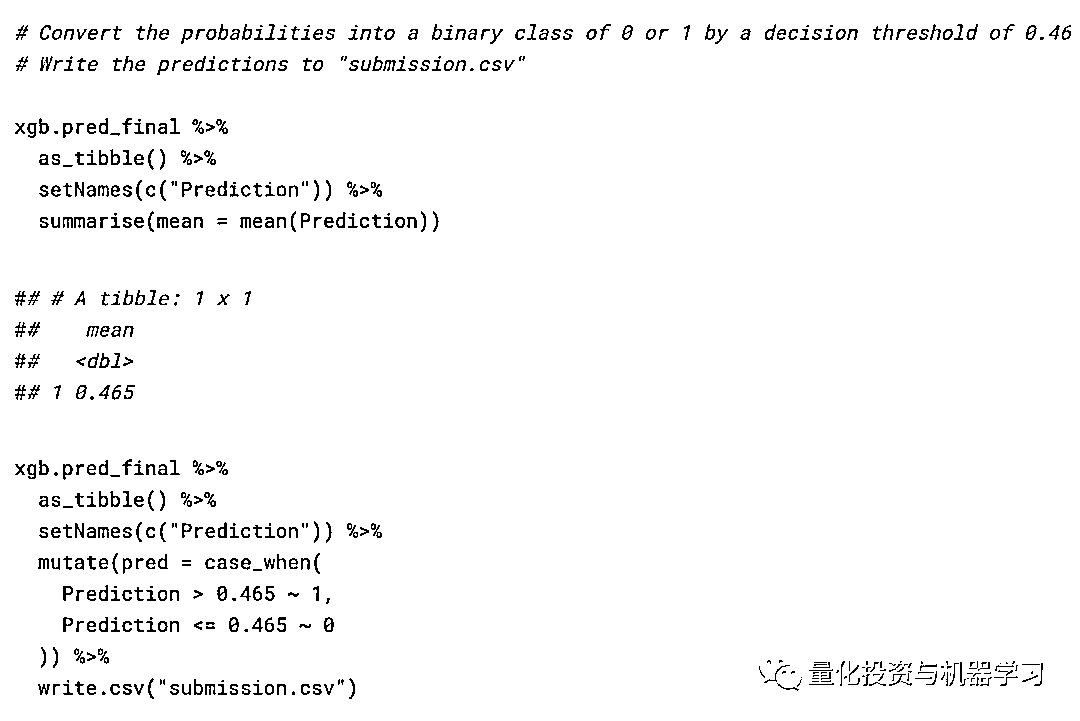 # Convert the probabilities into a binary class of 0 or 1 by a decision threshold of 0.46
# Write the predictions to "submission.csv"
xgb.pred_final %>%
  as_tibble() %>%
  setNames(c("Prediction")) %>%
  summarise(mean = mean(Prediction))
## # A tibble: 1 x 1
##    mean
##   <dbl>
## 1 0.465
xgb.pred_final %>%
  as_tibble() %>%
  setNames(c("Prediction")) %>%
  mutate(pred = case_when(
    Prediction > 0.465 ~ 1,
    Prediction <= 0.465 ~ 0
  )) %>%
  write.csv("submission.csv")
量化投资与机器学习